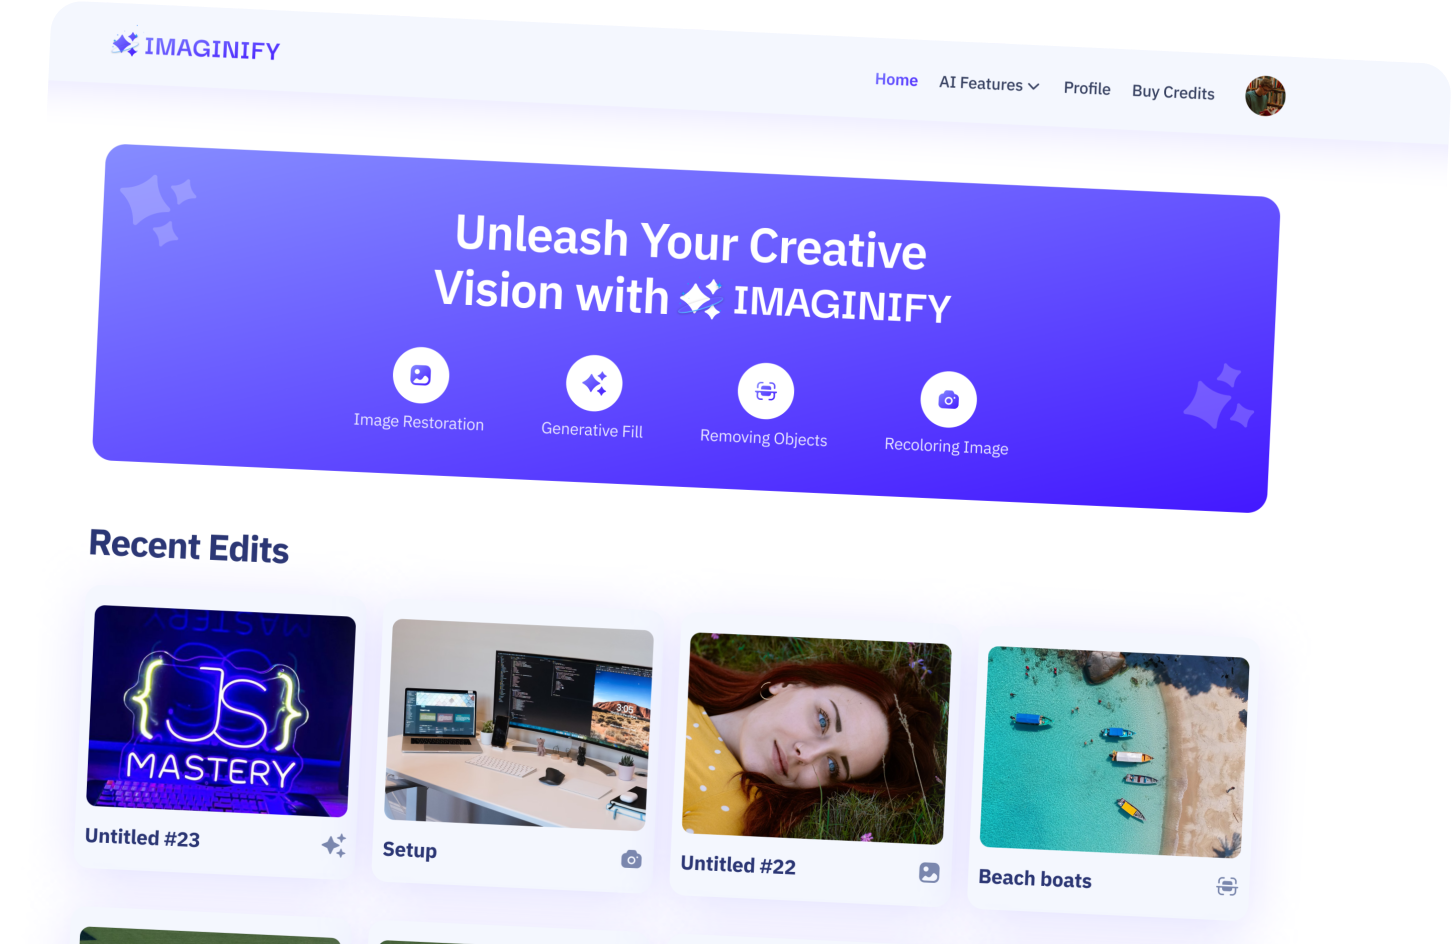 IMAGINIFY
Home AI Features Profile Buy Credits
Unleash Your Creative
Vision with IMAGINIFY
Image Restoration
Generative Fill
Removing Objects
Recoloring Image
Recent Edits
MASTERY
{JS}
MASTERY
3:05
Untitled #23
Setup
Untitled #22
Beach boats